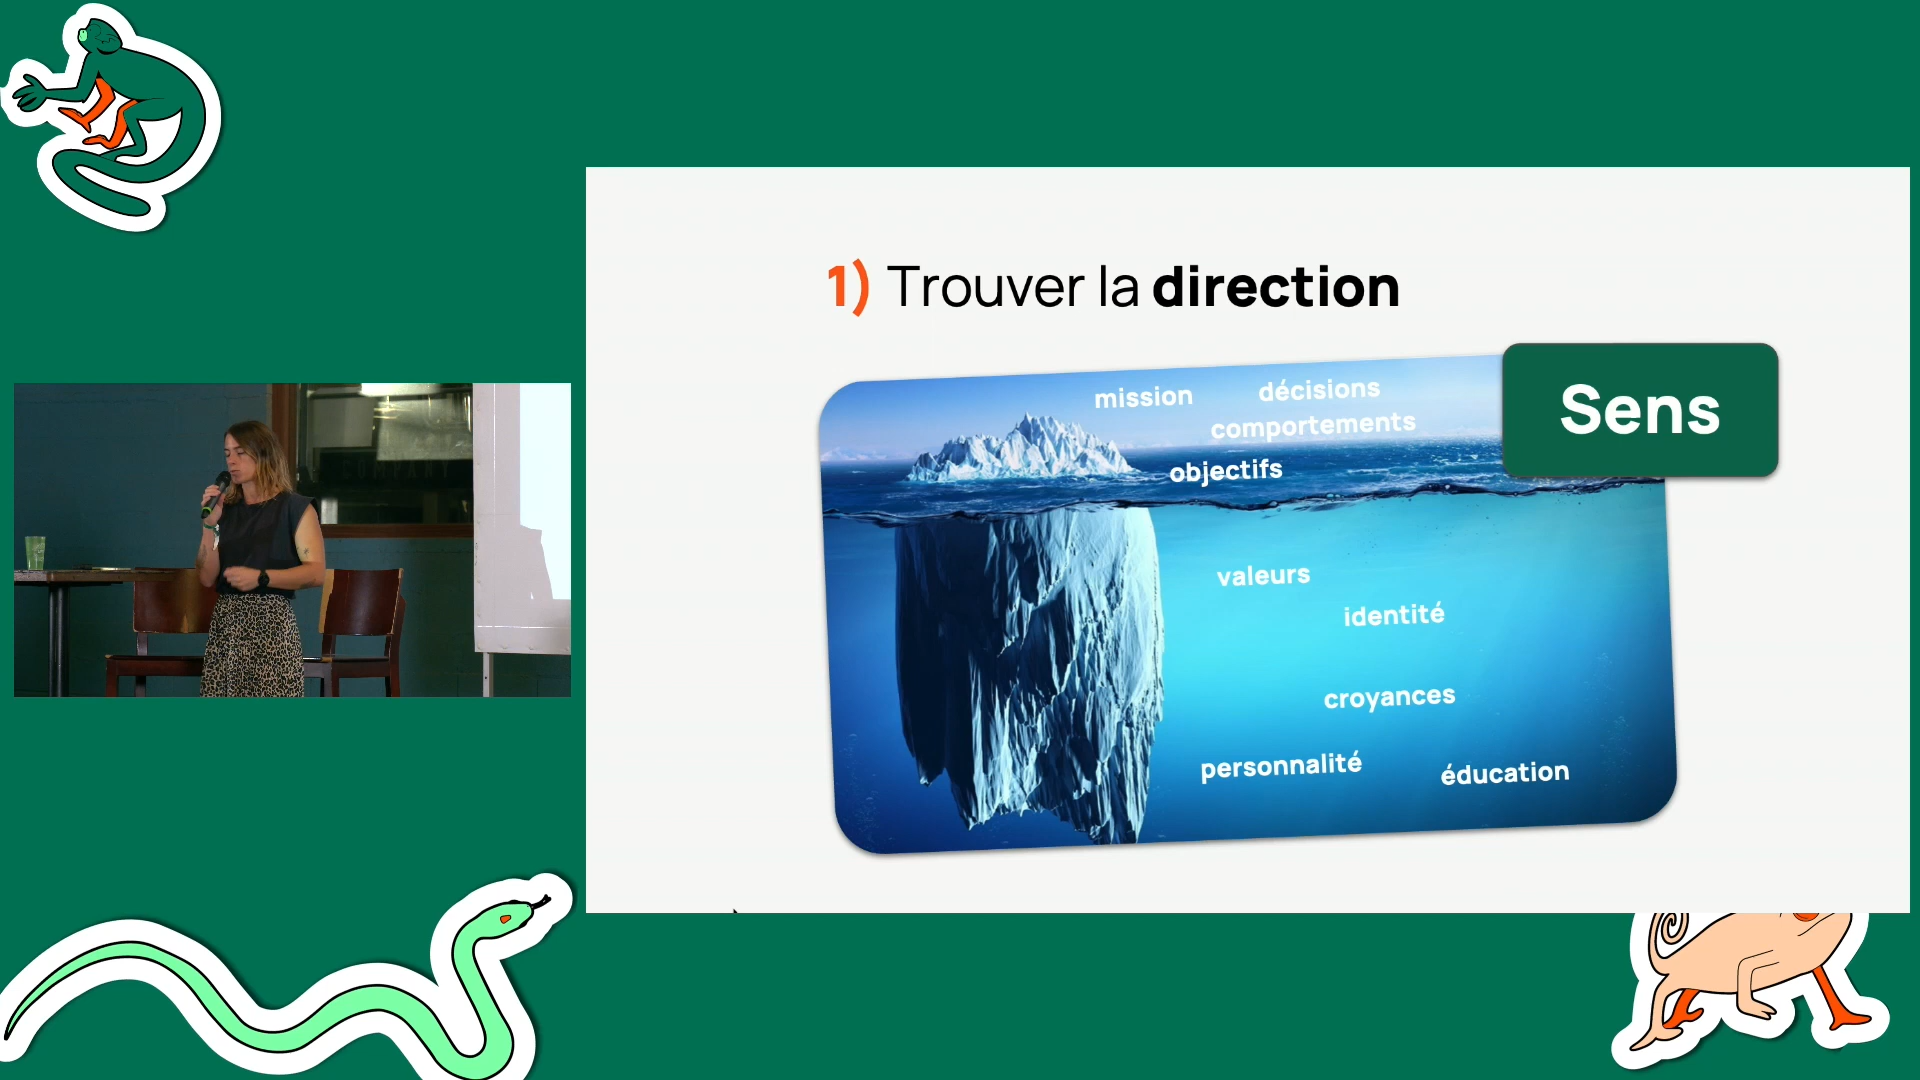 1) Trouver la direction
Sens
mission décisions
comportements
objectifs
valeurs
identité
croyances
personnalité
éducation